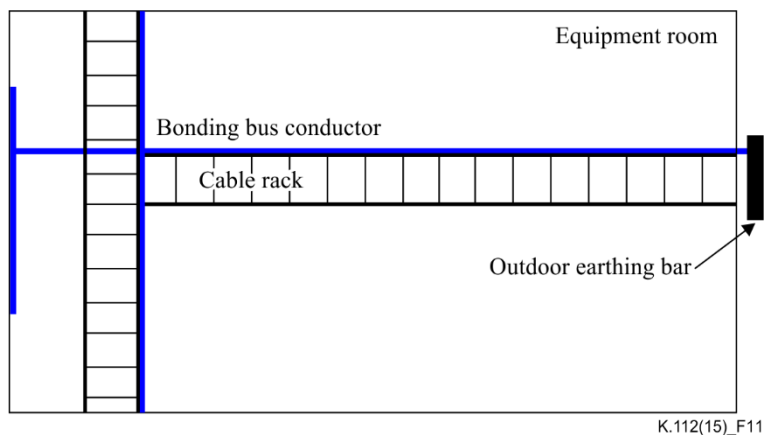 Equipment room
Bonding bus conductor
Cable rack
Outdoor earthing bar
K.112(15)_F11